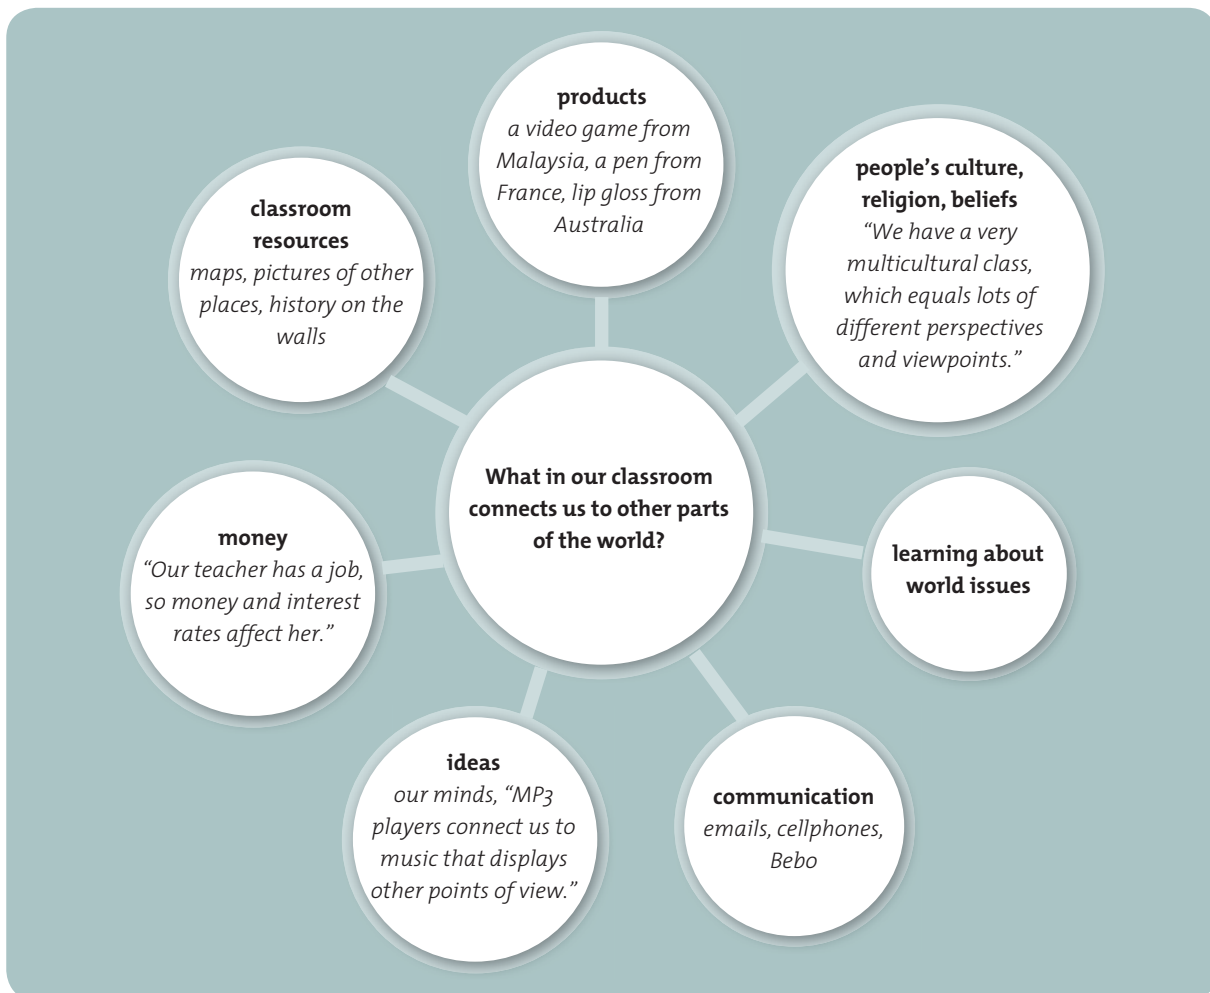 products
a video game from
Malaysia, a pen from
France, lip gloss from
Australia
people’s culture,
religion, beliefs
“We have a very
multicultural class,
which equals lots of
different perspectives
and viewpoints.”
classroom
resources
maps, pictures of other
places, history on the
walls
What in our classroom
connects us to other parts
of the world?
money
“Our teacher has a job,
so money and interest
rates affect her.”
learning about
world issues
ideas
our minds, “MP3
players connect us to
music that displays
other points of view.”
communication
emails, cellphones,
Bebo